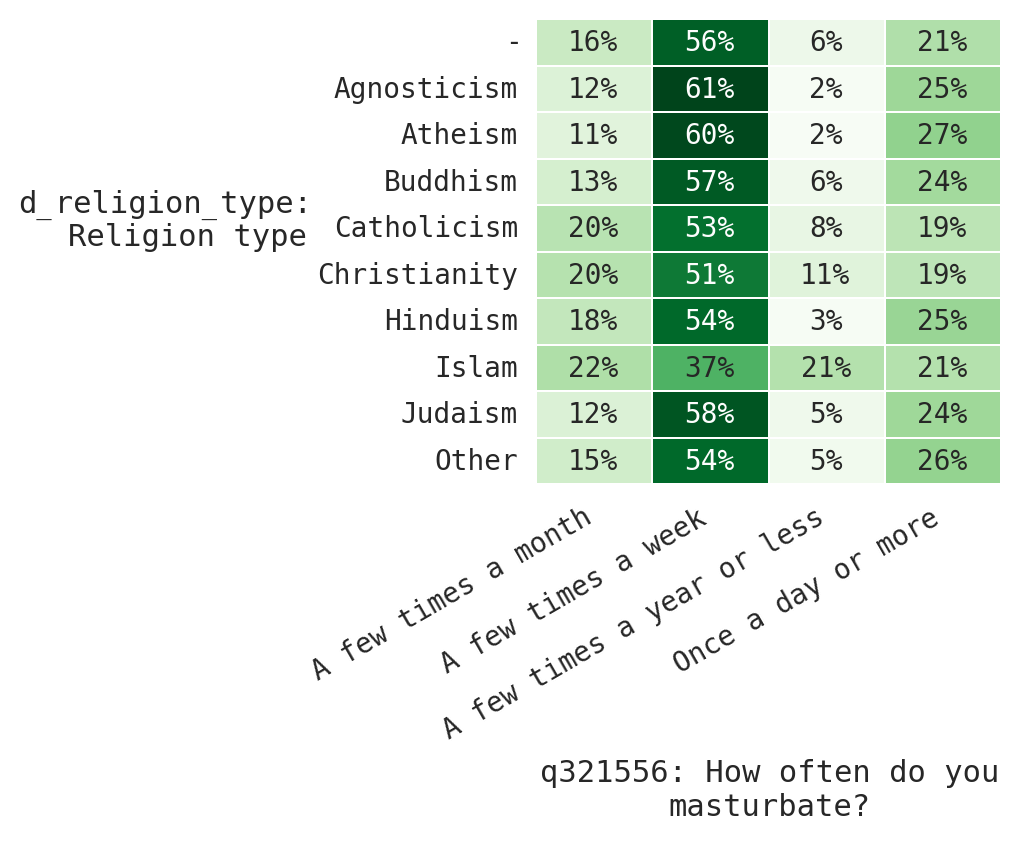 - 16% 56% 6% 21%
Agnosticism 12% 61% 2% 25%
Atheism 11% 60% 2% 27%
Buddhism 13% 57% 6% 24%
d_religion_type:
Religion type
Catholicism 20% 53% 8% 19%
Christianity 20% 51% 11% 19%
Hinduism 18% 54% 3% 25%
Islam 22% 37% 21% 21%
Judaism 12% 58% 5% 24%
Other 15% 54% 5% 26%
A few times a month
A few times a week
A few times a year or less
Once a day or more
q321556: How often do you
masturbate?